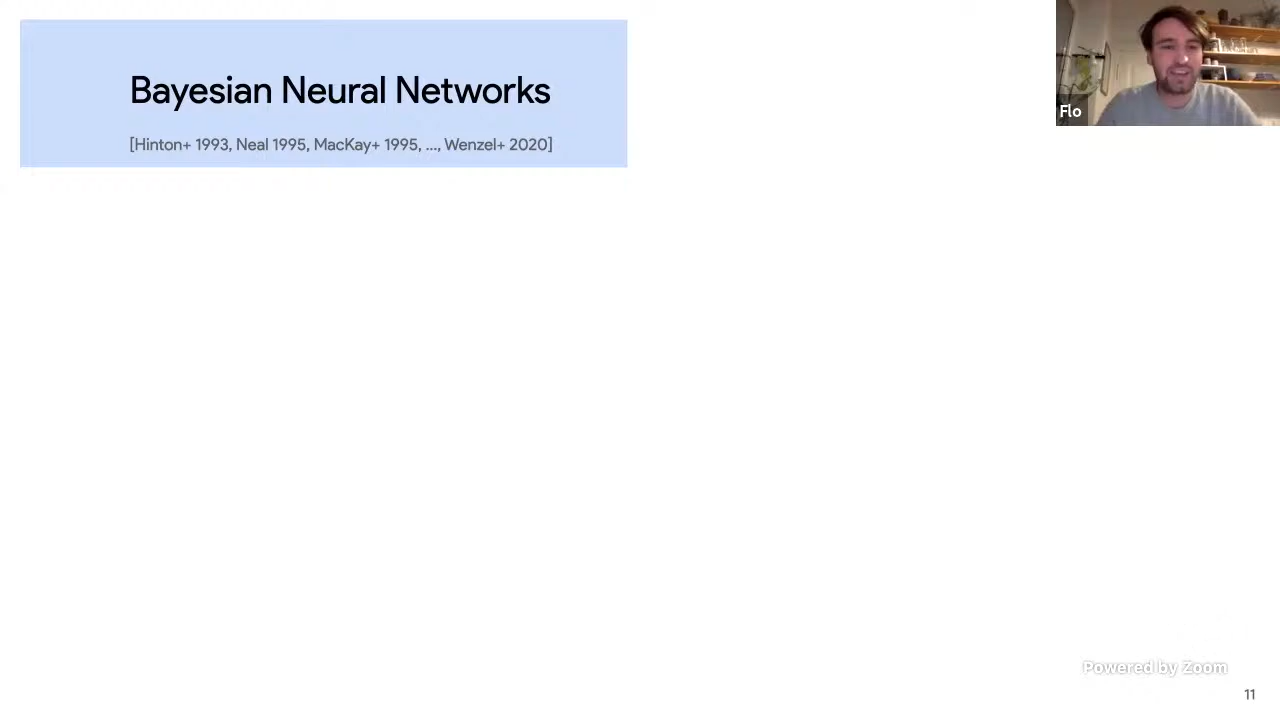 Bayesian Neural Networks
[Hinton+ 1993, Neal 1995, MacKay+ 1995, ..., Wenzel+ 2020]
Flo
Powered by Zoom
11